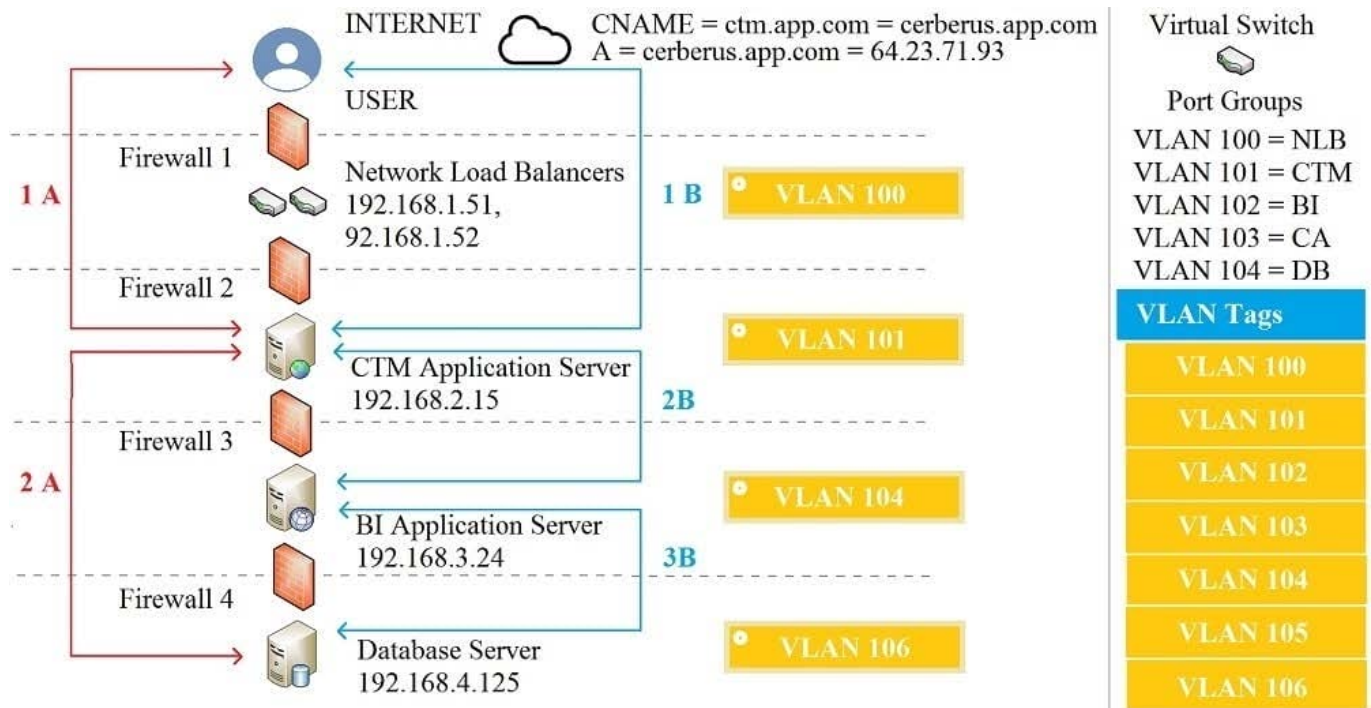 INTERNET
CNAME = ctm.app.com = cerberus.app.com
A = cerberus.app.com = 64.23.71.93
USER
Firewall 1
Network Load Balancers
192.168.1.51,
92.168.1.52
1 A
1 B
VLAN 100
Firewall 2
VLAN 101
CTM Application Server
192.168.2.15
2B
Firewall 3
2 A
VLAN 104
BI Application Server
192.168.3.24
3B
Firewall 4
Database Server
192.168.4.125
VLAN 106
Virtual Switch
Port Groups
VLAN 100 = NLB
VLAN 101 = CTM
VLAN 102 = BI
VLAN 103 = CA
VLAN 104 = DB
VLAN Tags
VLAN 100
VLAN 101
VLAN 102
VLAN 103
VLAN 104
VLAN 105
VLAN 106